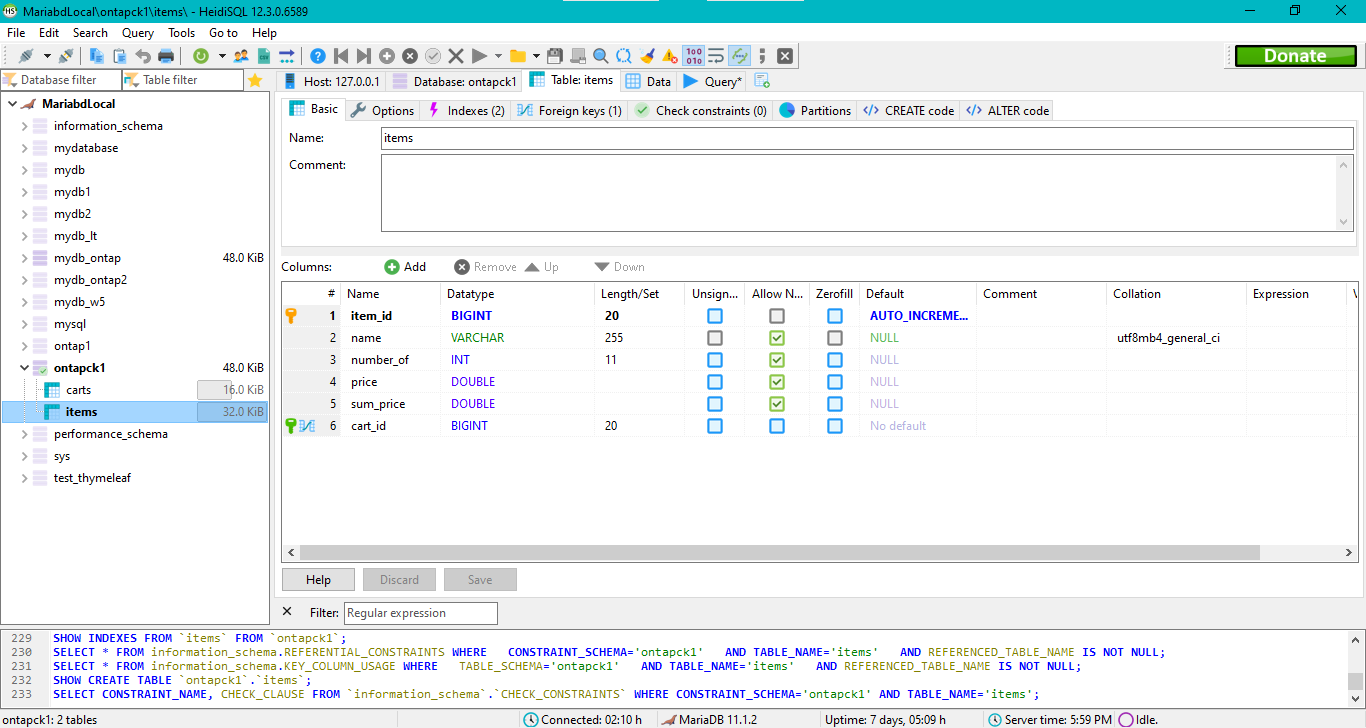 MariabdLocal\ontapck1\items\ - HeidiSQL 12.3.0.6589
File Edit Search Query Tools Go to Help
Donate
Database filter Table filter
Host: 127.0.0.1 Database: ontapck1 Table: items Data Query*
MariabdLocal
information_schema
mydatabase
mydb
mydb1
mydb2
mydb_lt
mydb_ontap 48.0 KiB
mydb_ontap2
mydb_w5
mysql
ontap1
ontapck1 48.0 KiB
carts 16.0 KiB
items 32.0 KiB
performance_schema
sys
test_thymeleaf
Basic Options Indexes (2) Foreign keys (1) Check constraints (0) Partitions CREATE code ALTER code
Name: items
Comment:
Columns: Add Remove Up Down
# Name Datatype Length/Set Unsign... Allow N... Zerofill Default Comment Collation Expression V
1 item_id BIGINT 20 AUTO_INCREME...
2 name VARCHAR 255 NULL utf8mb4_general_ci
3 number_of INT 11 NULL
4 price DOUBLE NULL
5 sum_price DOUBLE NULL
6 cart_id BIGINT 20 No default
Help Discard Save
Filter: Regular expression
229 SHOW INDEXES FROM `items` FROM `ontapck1`;
230 SELECT * FROM information_schema.REFERENTIAL_CONSTRAINTS WHERE CONSTRAINT_SCHEMA='ontapck1' AND TABLE_NAME='items' AND REFERENCED_TABLE_NAME IS NOT NULL;
231 SELECT * FROM information_schema.KEY_COLUMN_USAGE WHERE TABLE_SCHEMA='ontapck1' AND TABLE_NAME='items' AND REFERENCED_TABLE_NAME IS NOT NULL;
232 SHOW CREATE TABLE `ontapck1`.`items`;
233 SELECT CONSTRAINT_NAME, CHECK_CLAUSE FROM `information_schema`.`CHECK_CONSTRAINTS` WHERE CONSTRAINT_SCHEMA='ontapck1' AND TABLE_NAME='items';
ontapck1: 2 tables Connected: 02:10 h MariaDB 11.1.2 Uptime: 7 days, 05:09 h Server time: 5:59 PM Idle.